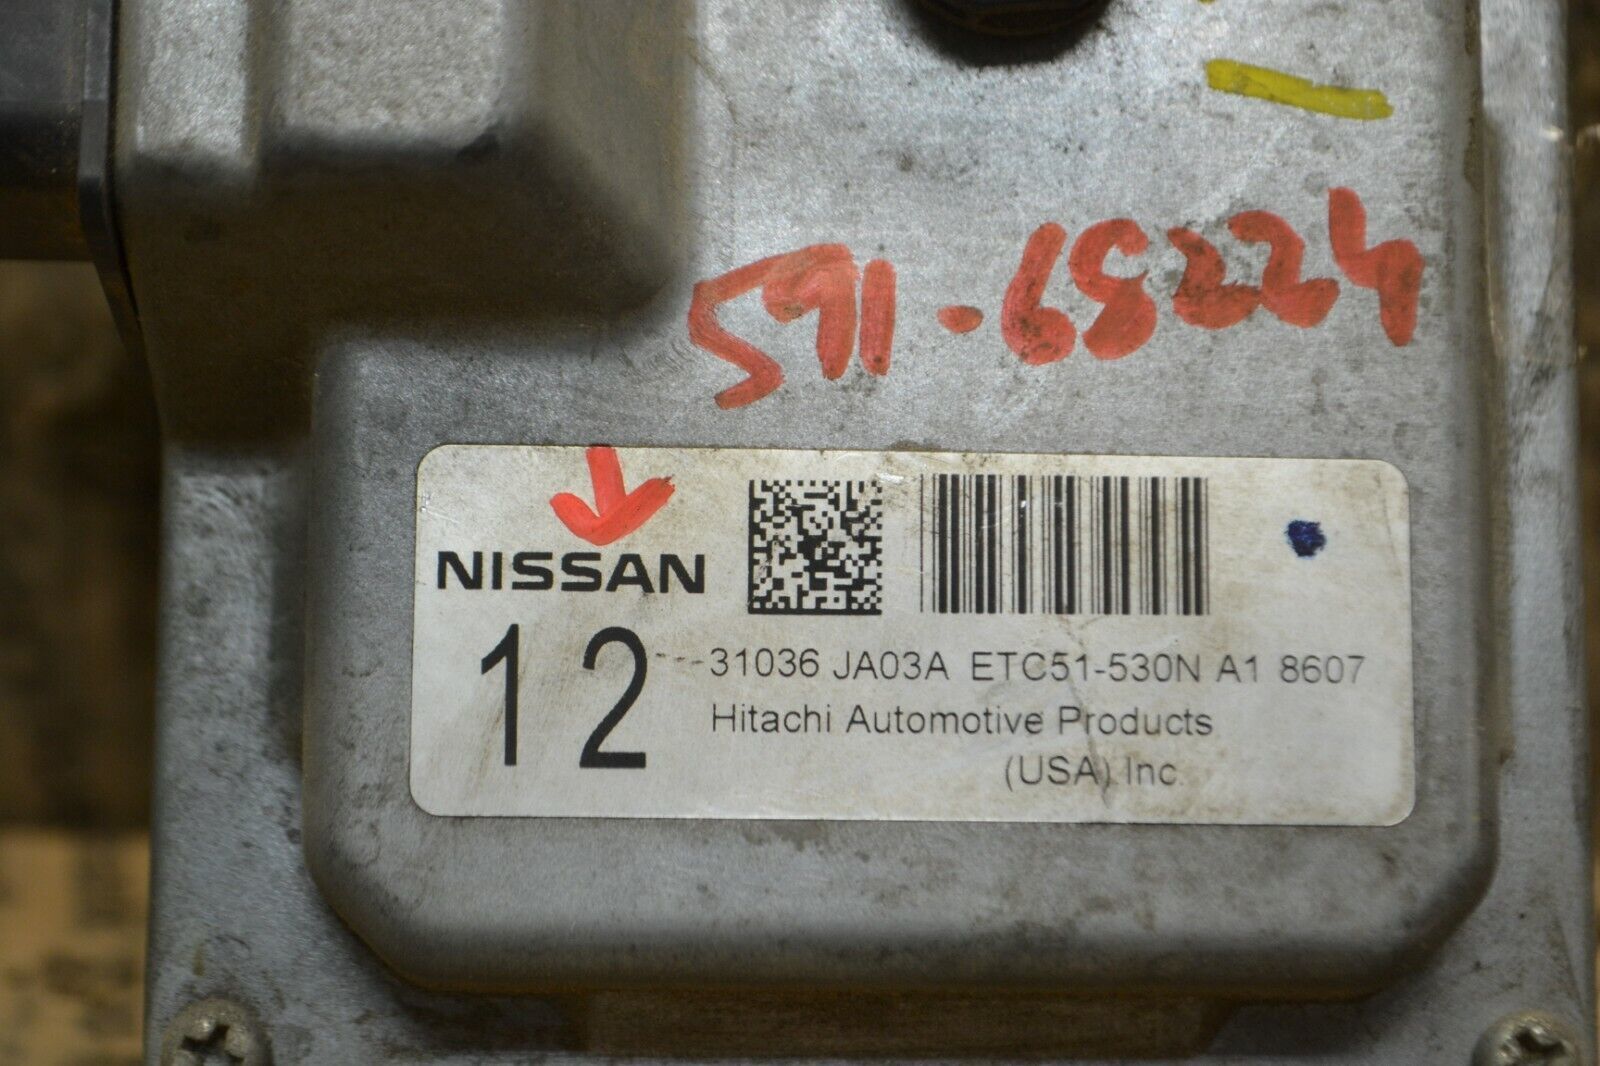 591-68224
NISSAN
12
---31036 JA03A ETC51-530N A1 8607
Hitachi Automotive Products
(USA) Inc.